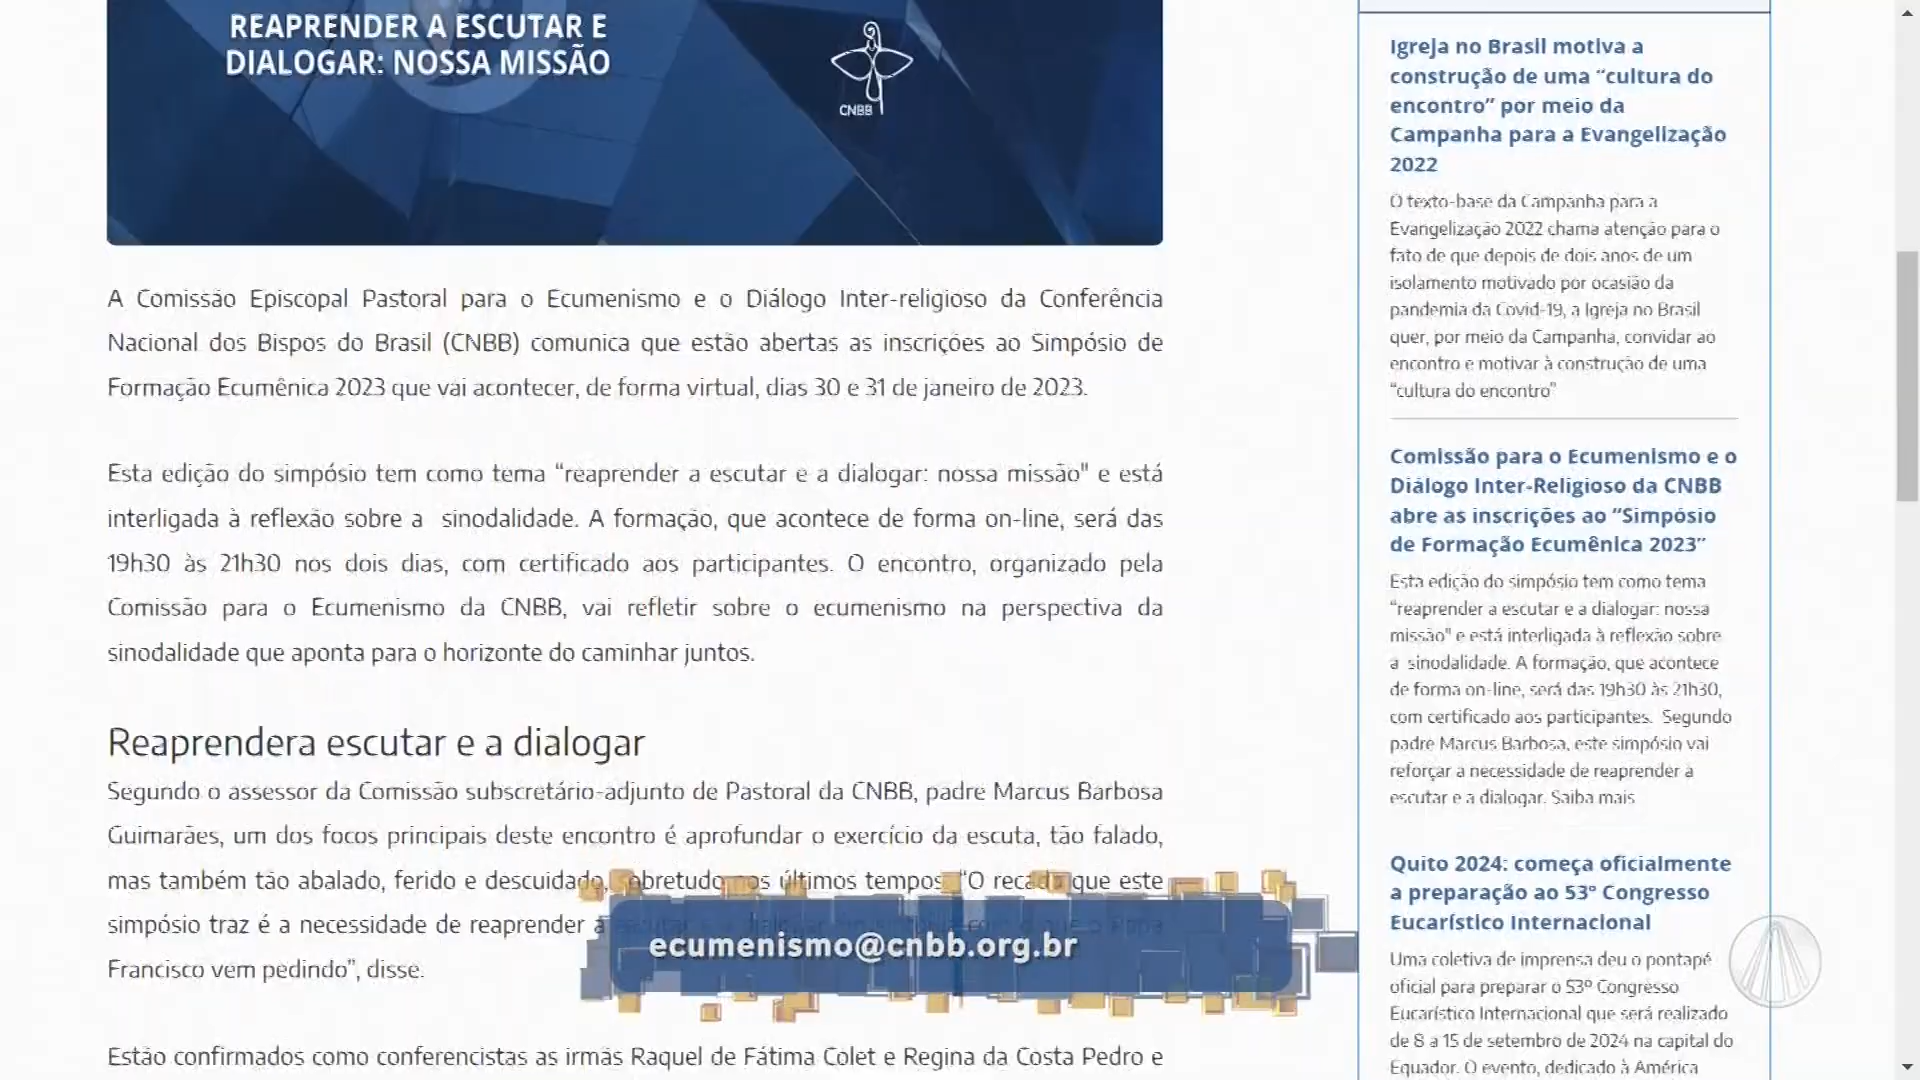 REAPRENDER A ESCUTAR E
DIALOGAR: NOSSA MISSÃO
CNBB
A Comissão Episcopal Pastoral para o Ecumenismo e o Diálogo Inter-religioso da Conferência
Nacional dos Bispos do Brasil (CNBB) comunica que estão abertas as inscrições ao Simpósio de
Formação Ecumênica 2023 que vai acontecer, de forma virtual, dias 30 e 31 de janeiro de 2023.
Esta edição do simpósio tem como tema “reaprender a escutar e a dialogar: nossa missão" e está
interligada à reflexão sobre a sinodalidade. A formação, que acontece de forma on-line, será das
19h30 às 21h30 nos dois dias, com certificado aos participantes. O encontro, organizado pela
Comissão para o Ecumenismo da CNBB, vai refletir sobre o ecumenismo na perspectiva da
sinodalidade que aponta para o horizonte do caminhar juntos.
Reaprendera escutar e a dialogar
Segundo o assessor da Comissão subscretário-adjunto de Pastoral da CNBB, padre Marcus Barbosa
Guimarães, um dos focos principais deste encontro é aprofundar o exercício da escuta, tão falado,
mas também tão abalado, ferido e descuidado, sobretudo nos últimos tempos. “O recado que este
simpósio traz é a necessidade de reaprender a escutar e a dialogar
Francisco vem pedindo”, disse.
Estão confirmados como conferencistas as irmãs Raquel de Fátima Colet e Regina da Costa Pedro e
ecumenismo@cnbb.org.br
Igreja no Brasil motiva a
construção de uma “cultura do
encontro” por meio da
Campanha para a Evangelização
2022
O texto-base da Campanha para a
Evangelização 2022 chama atenção para o
fato de que depois de dois anos de um
isolamento motivado por ocasião da
pandemia da Covid-19, a Igreja no Brasil
quer, por meio da Campanha, convidar ao
encontro e motivar à construção de uma
“cultura do encontro”
Comissão para o Ecumenismo e o
Diálogo Inter-Religioso da CNBB
abre as inscrições ao “Simpósio
de Formação Ecumênica 2023”
Esta edição do simpósio tem como tema
“reaprender a escutar e a dialogar: nossa
missão" e está interligada à reflexão sobre
a sinodalidade. A formação, que acontece
de forma on-line, será das 19h30 às 21h30,
com certificado aos participantes. Segundo
padre Marcus Barbosa, este simpósio vai
reforçar a necessidade de reaprender a
escutar e a dialogar. Saiba mais
Quito 2024: começa oficialmente
a preparação ao 53º Congresso
Eucarístico Internacional
Uma coletiva de imprensa deu o pontapé
oficial para preparar o 53º Congresso
Eucarístico Internacional que será realizado
de 8 a 15 de setembro de 2024 na capital do
Equador. O evento, dedicado à América